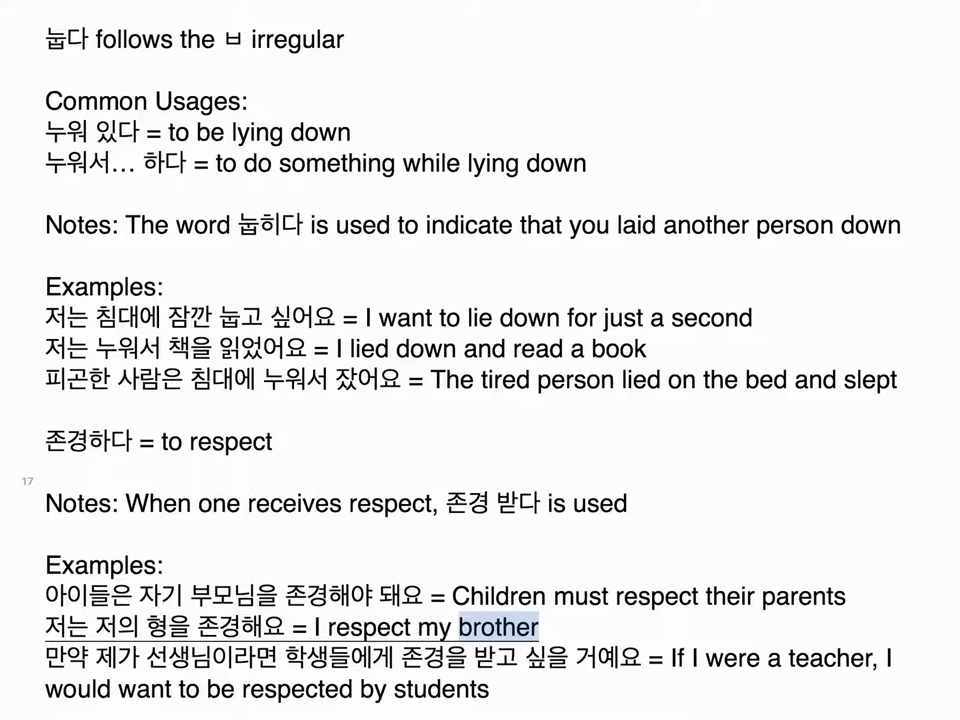 눕다 follows the ㅂ irregular
Common Usages:
누워 있다 = to be lying down
누워서... 하다 = to do something while lying down
Notes: The word 눕히다 is used to indicate that you laid another person down
Examples:
저는 침대에 잠깐 눕고 싶어요 = I want to lie down for just a second
저는 누워서 책을 읽었어요 = I lied down and read a book
피곤한 사람은 침대에 누워서 잤어요 = The tired person lied on the bed and slept
존경하다 = to respect
17
Notes: When one receives respect, 존경 받다 is used
Examples:
아이들은 자기 부모님을 존경해야 돼요 = Children must respect their parents
저는 저의 형을 존경해요 = I respect my brother
만약 제가 선생님이라면 학생들에게 존경을 받고 싶을 거예요 = If I were a teacher, I
would want to be respected by students